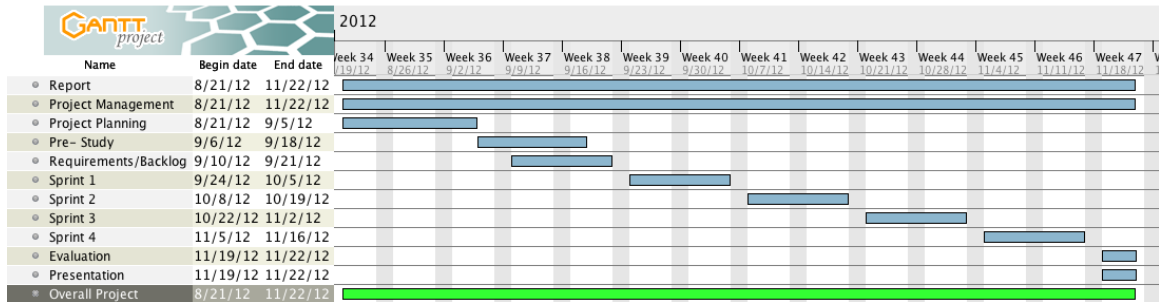 GANTT project
2012
/eek 34 Week 35 Week 36 Week 37 Week 38 Week 39 Week 40 Week 41 Week 42 Week 43 Week 44 Week 45 Week 46 Week 47
/19/12 8/26/12 9/2/12 9/9/12 9/16/12 9/23/12 9/30/12 10/7/12 10/14/12 10/21/12 10/28/12 11/4/12 11/11/12 11/18/12
Name Begin date End date
Report 8/21/12 11/22/12
Project Management 8/21/12 11/22/12
Project Planning 8/21/12 9/5/12
Pre- Study 9/6/12 9/18/12
Requirements/Backlog 9/10/12 9/21/12
Sprint 1 9/24/12 10/5/12
Sprint 2 10/8/12 10/19/12
Sprint 3 10/22/12 11/2/12
Sprint 4 11/5/12 11/16/12
Evaluation 11/19/12 11/22/12
Presentation 11/19/12 11/22/12
Overall Project 8/21/12 11/22/12